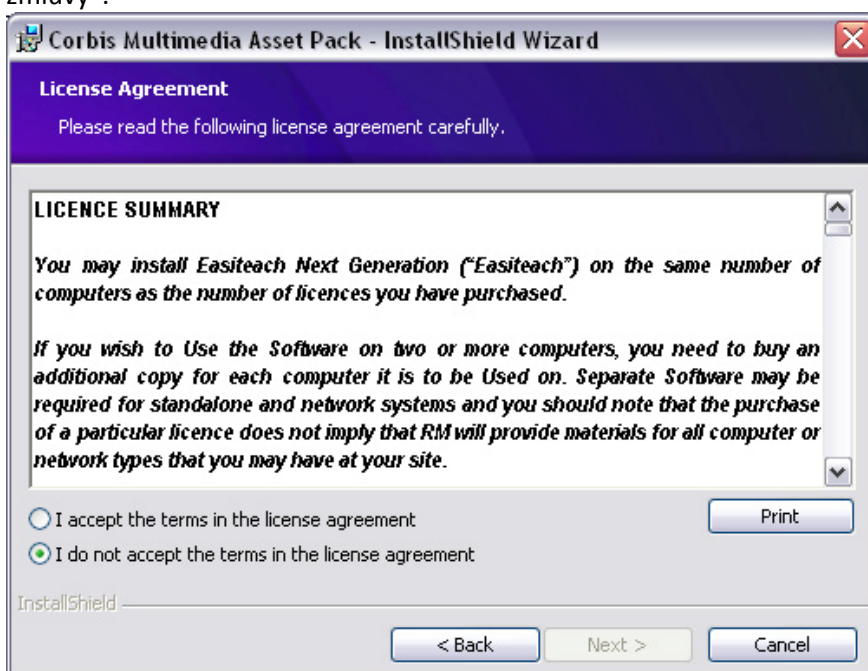 zmluvy“.
Corbis Multimedia Asset Pack - InstallShield Wizard
License Agreement
Please read the following license agreement carefully.
LICENCE SUMMARY
You may install Easiteach Next Generation (“Easiteach”) on the same number of
computers as the number of licences you have purchased.
If you wish to Use the Software on two or more computers, you need to buy an
additional copy for each computer it is to be Used on. Separate Software may be
required for standalone and network systems and you should note that the purchase
of a particular licence does not imply that RM will provide materials for all computer or
network types that you may have at your site.
I accept the terms in the license agreement
Print
I do not accept the terms in the license agreement
InstallShield
< Back
Next >
Cancel